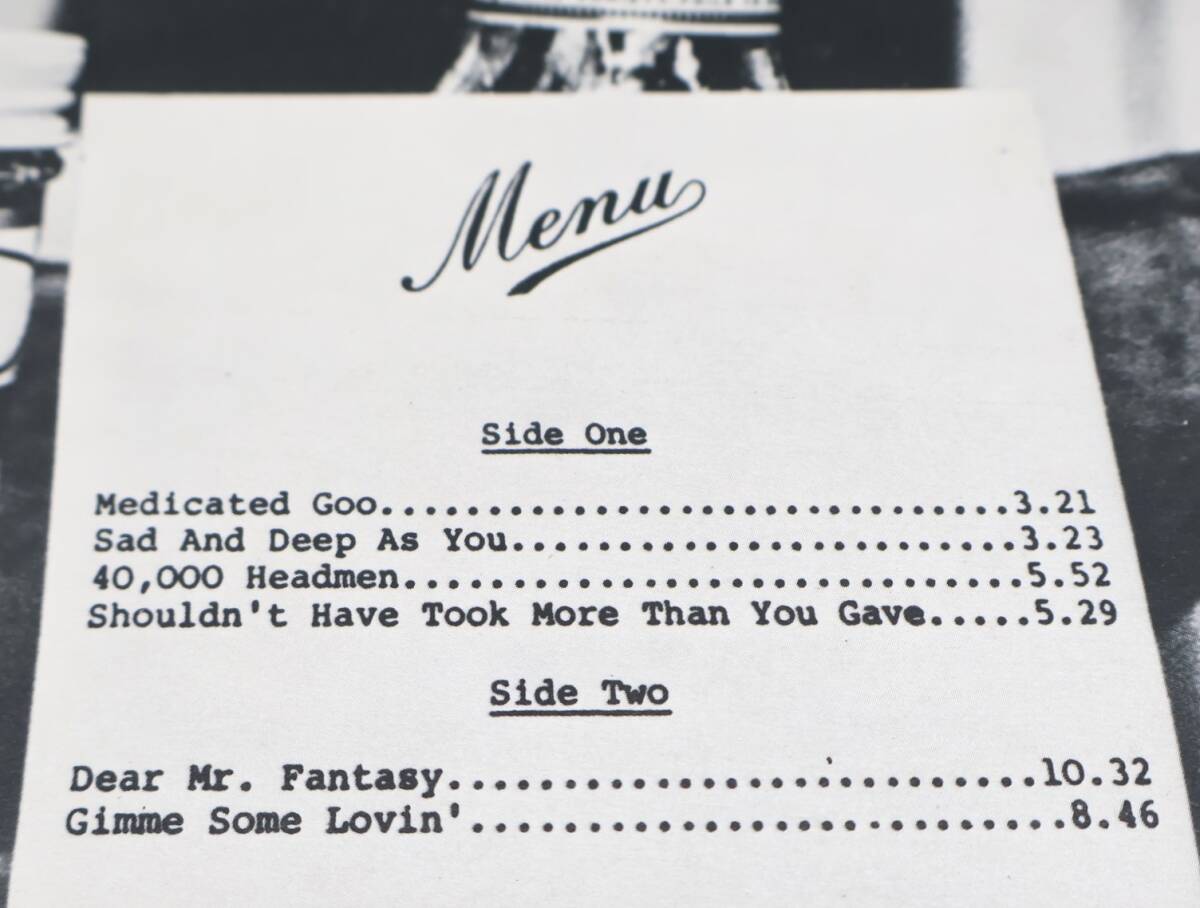 Menu
Side One
Medicated Goo..............................3.21
Sad And Deep As You........................3.23
40,000 Headmen.............................5.52
Shouldn't Have Took More Than You Gave.....5.29
Side Two
Dear Mr. Fantasy.........................10.32
Gimme Some Lovin'.........................8.46